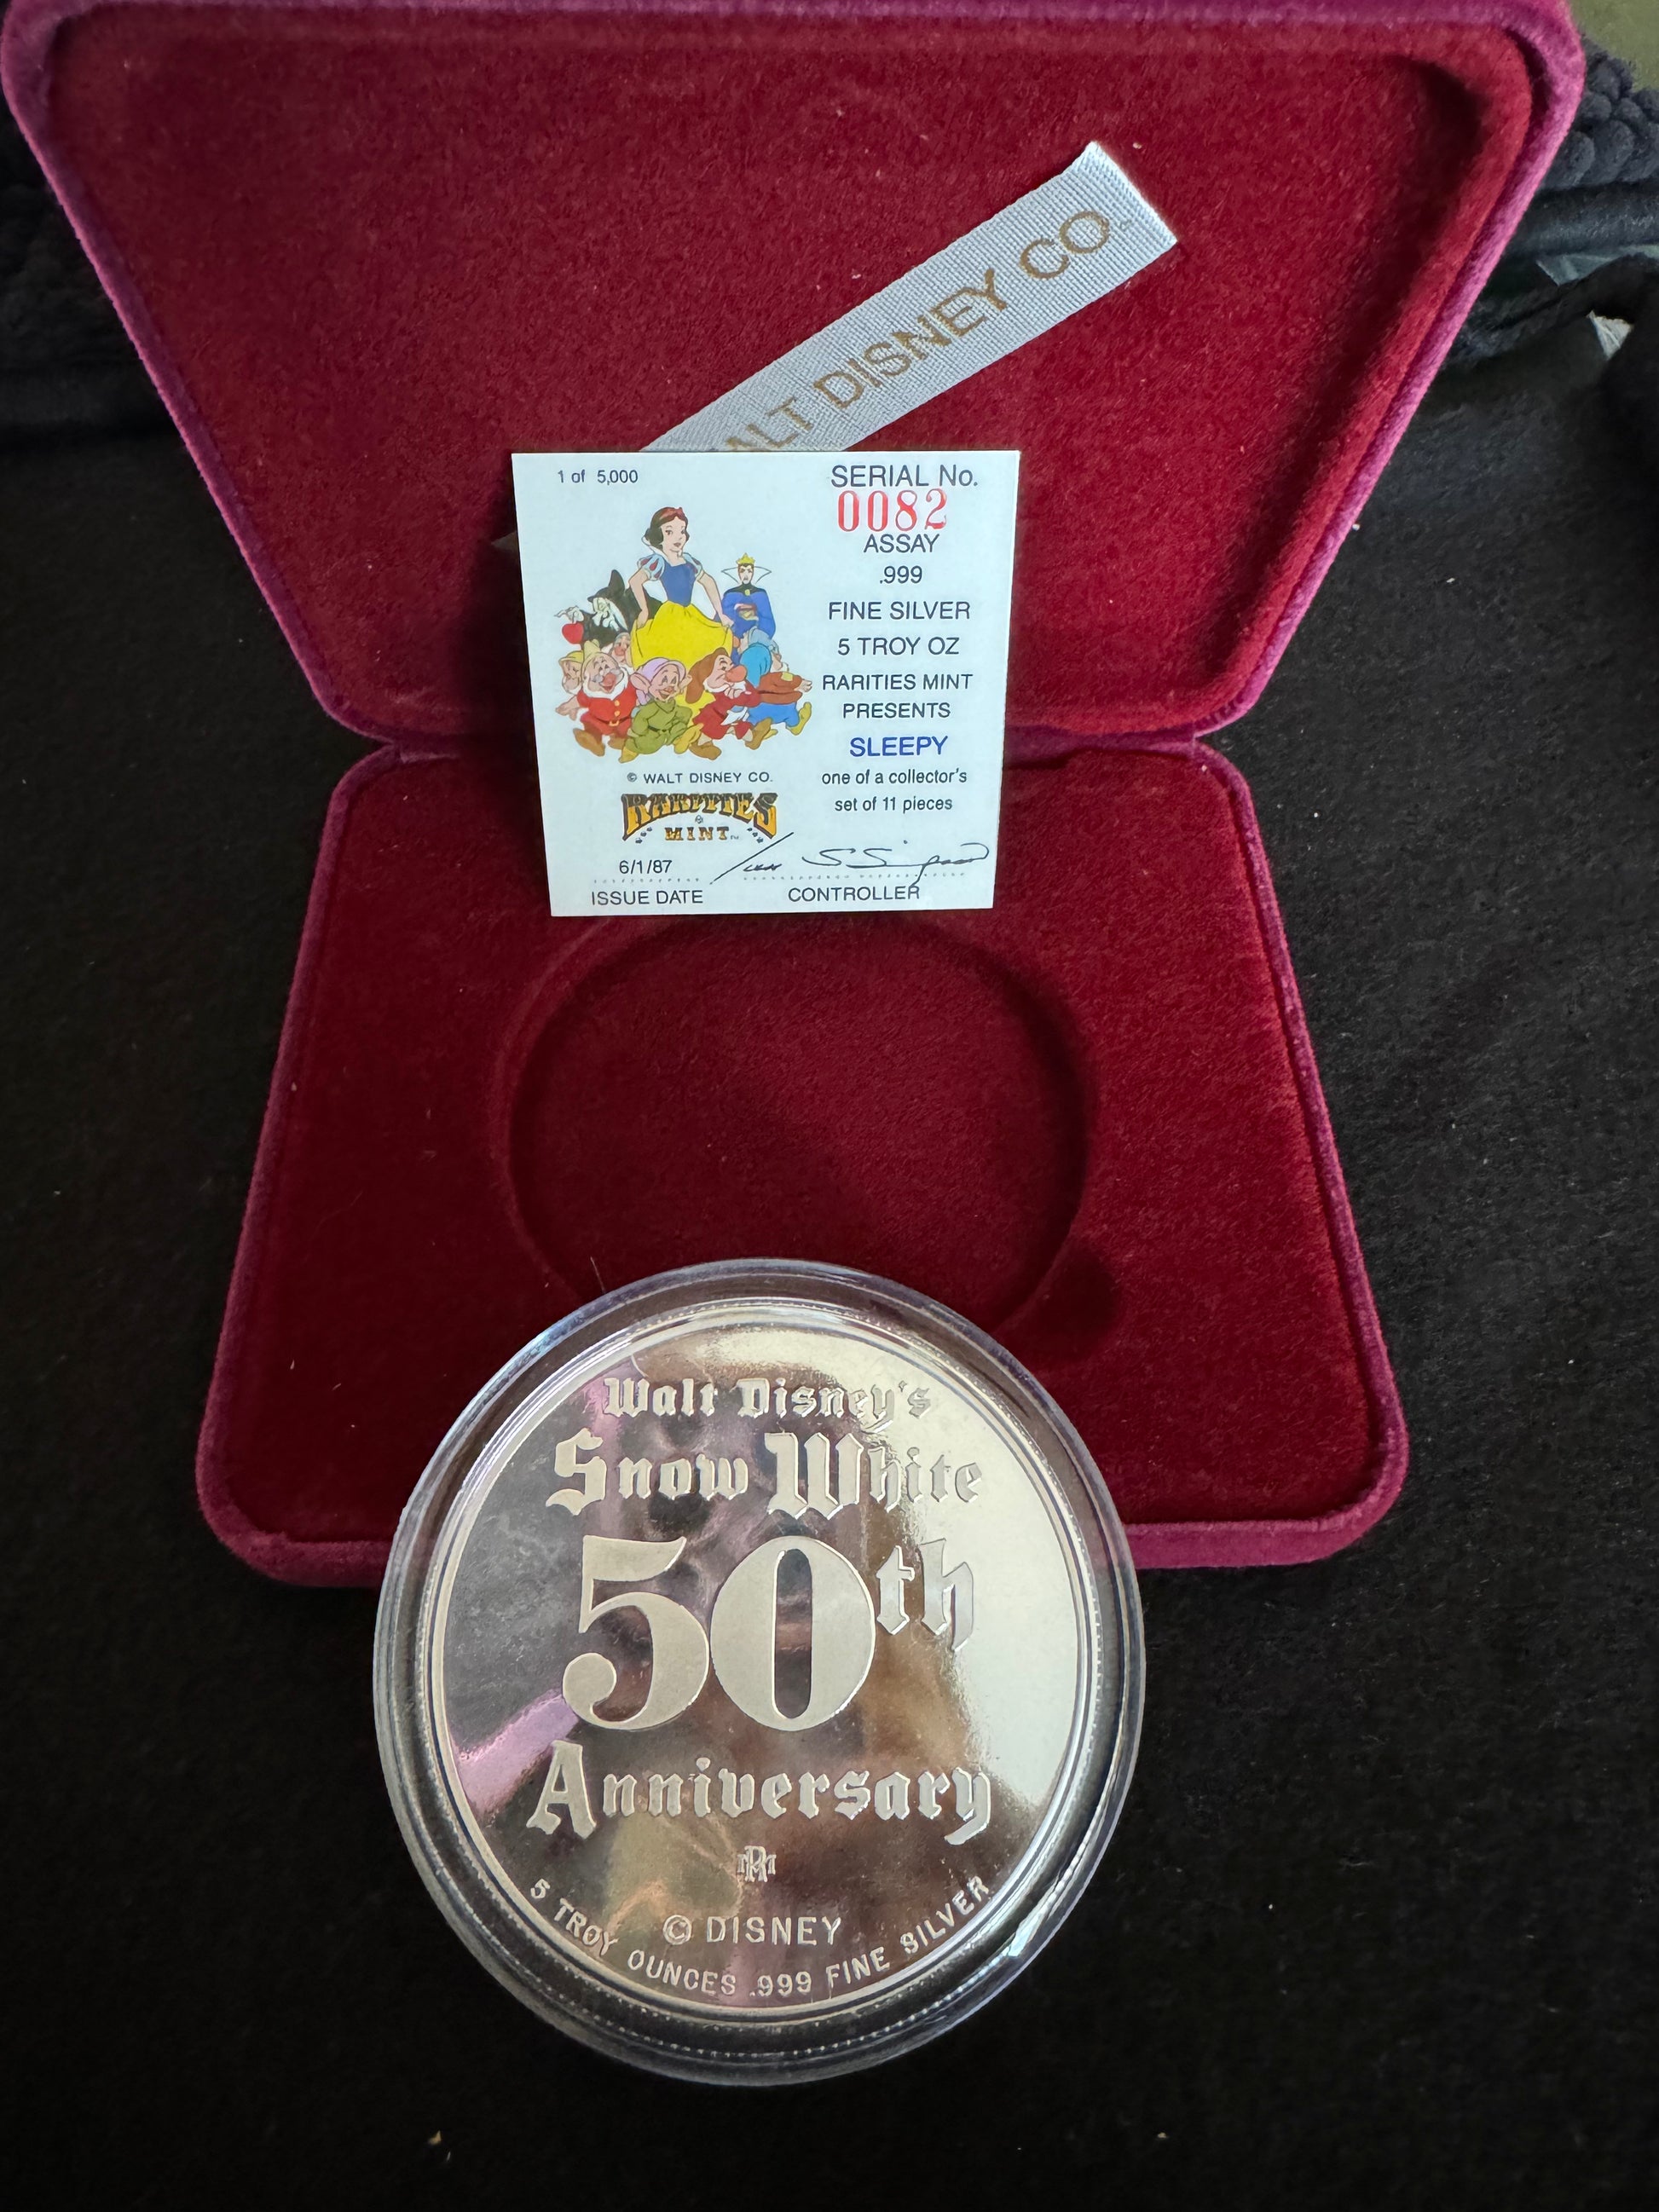 WALT DISNEY CO.
1 of 5,000
SERIAL No.
0082
ASSAY
.999
FINE SILVER
5 TROY OZ
RARITIES MINT
PRESENTS
SLEEPY
one of a collector's
set of 11 pieces
© WALT DISNEY CO.
RARITIES
MINT™
6/1/87
ISSUE DATE
CONTROLLER
Walt Disney's
Snow White
50th
Anniversary
© DISNEY
5 TROY OUNCES .999 FINE SILVER